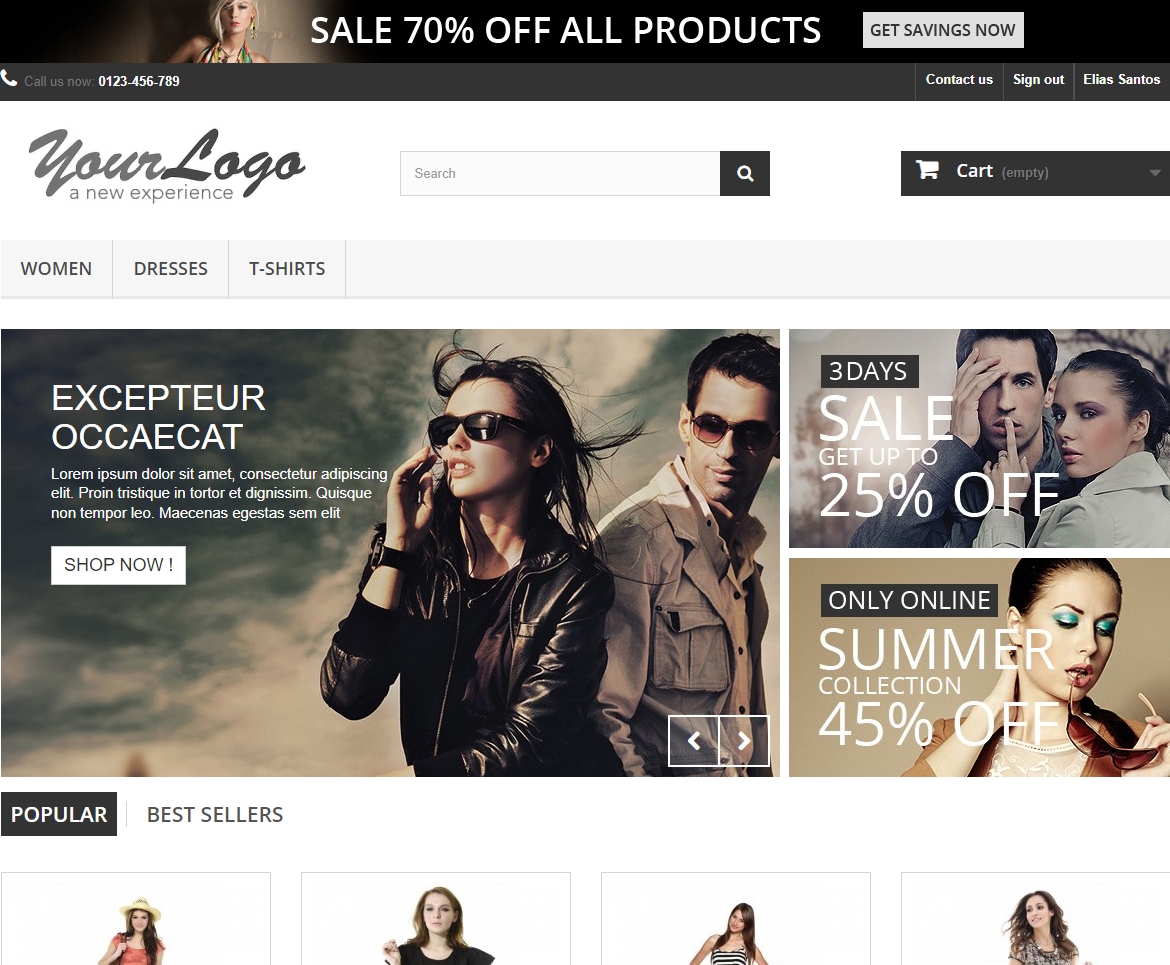 SALE 70% OFF ALL PRODUCTS
GET SAVINGS NOW
Call us now: 0123-456-789
Contact us
Sign out
Elias Santos
YourLogo
a new experience
Search
Cart (empty)
WOMEN
DRESSES
T-SHIRTS
EXCEPTEUR
OCCAECAT
Lorem ipsum dolor sit amet, consectetur adipiscing
elit. Proin tristique in tortor et dignissim. Quisque
non tempor leo. Maecenas egestas sem elit
SHOP NOW !
3 DAYS
SALE
GET UP TO
25% OFF
ONLY ONLINE
SUMMER
COLLECTION
45% OFF
POPULAR
BEST SELLERS